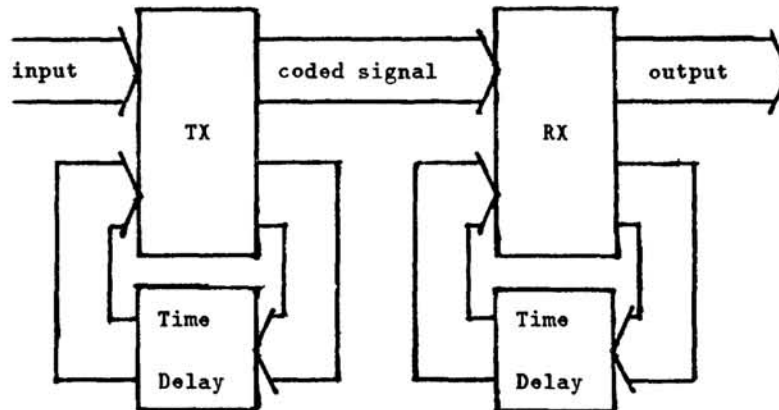 input
coded signal
output
TX
RX
Time
Delay
Time
Delay